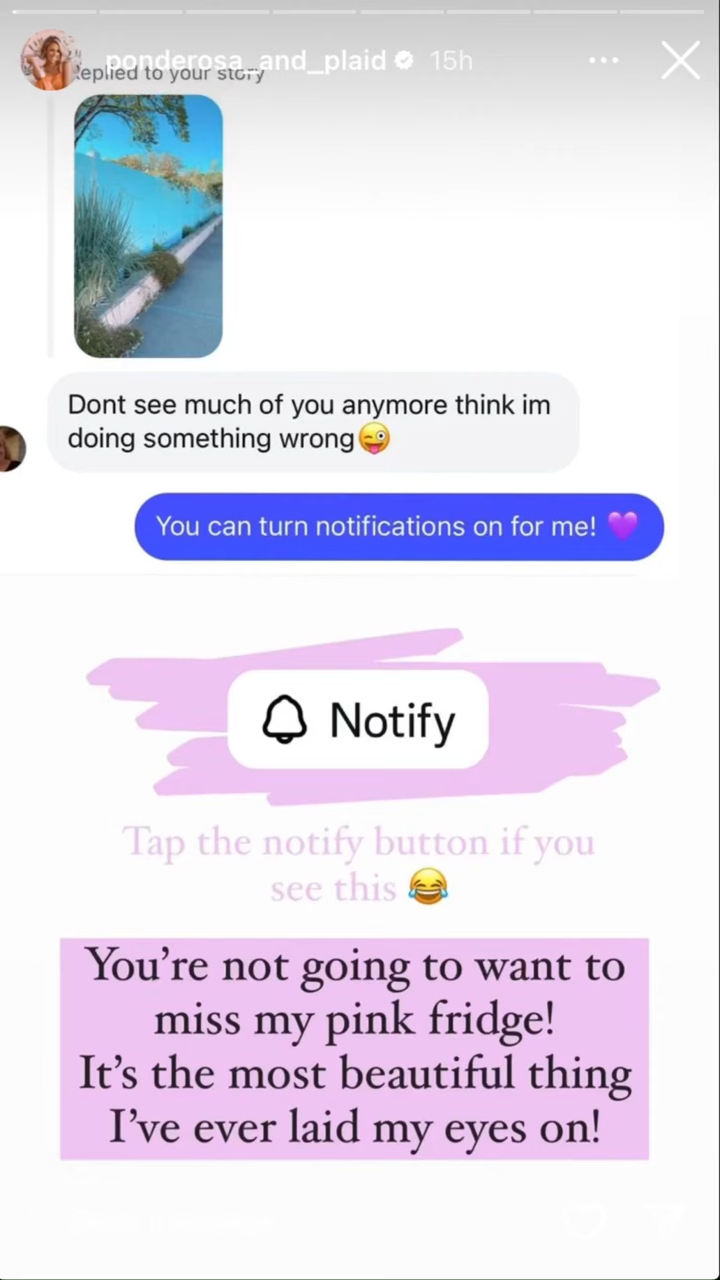 ponderosa_and_plaid 15h
Replied to your story
Dont see much of you anymore think im
doing something wrong😜
You can turn notifications on for me! 💜
Notify
Tap the notify button if you
see this 😂
You're not going to want to
miss my pink fridge!
It's the most beautiful thing
I've ever laid my eyes on!